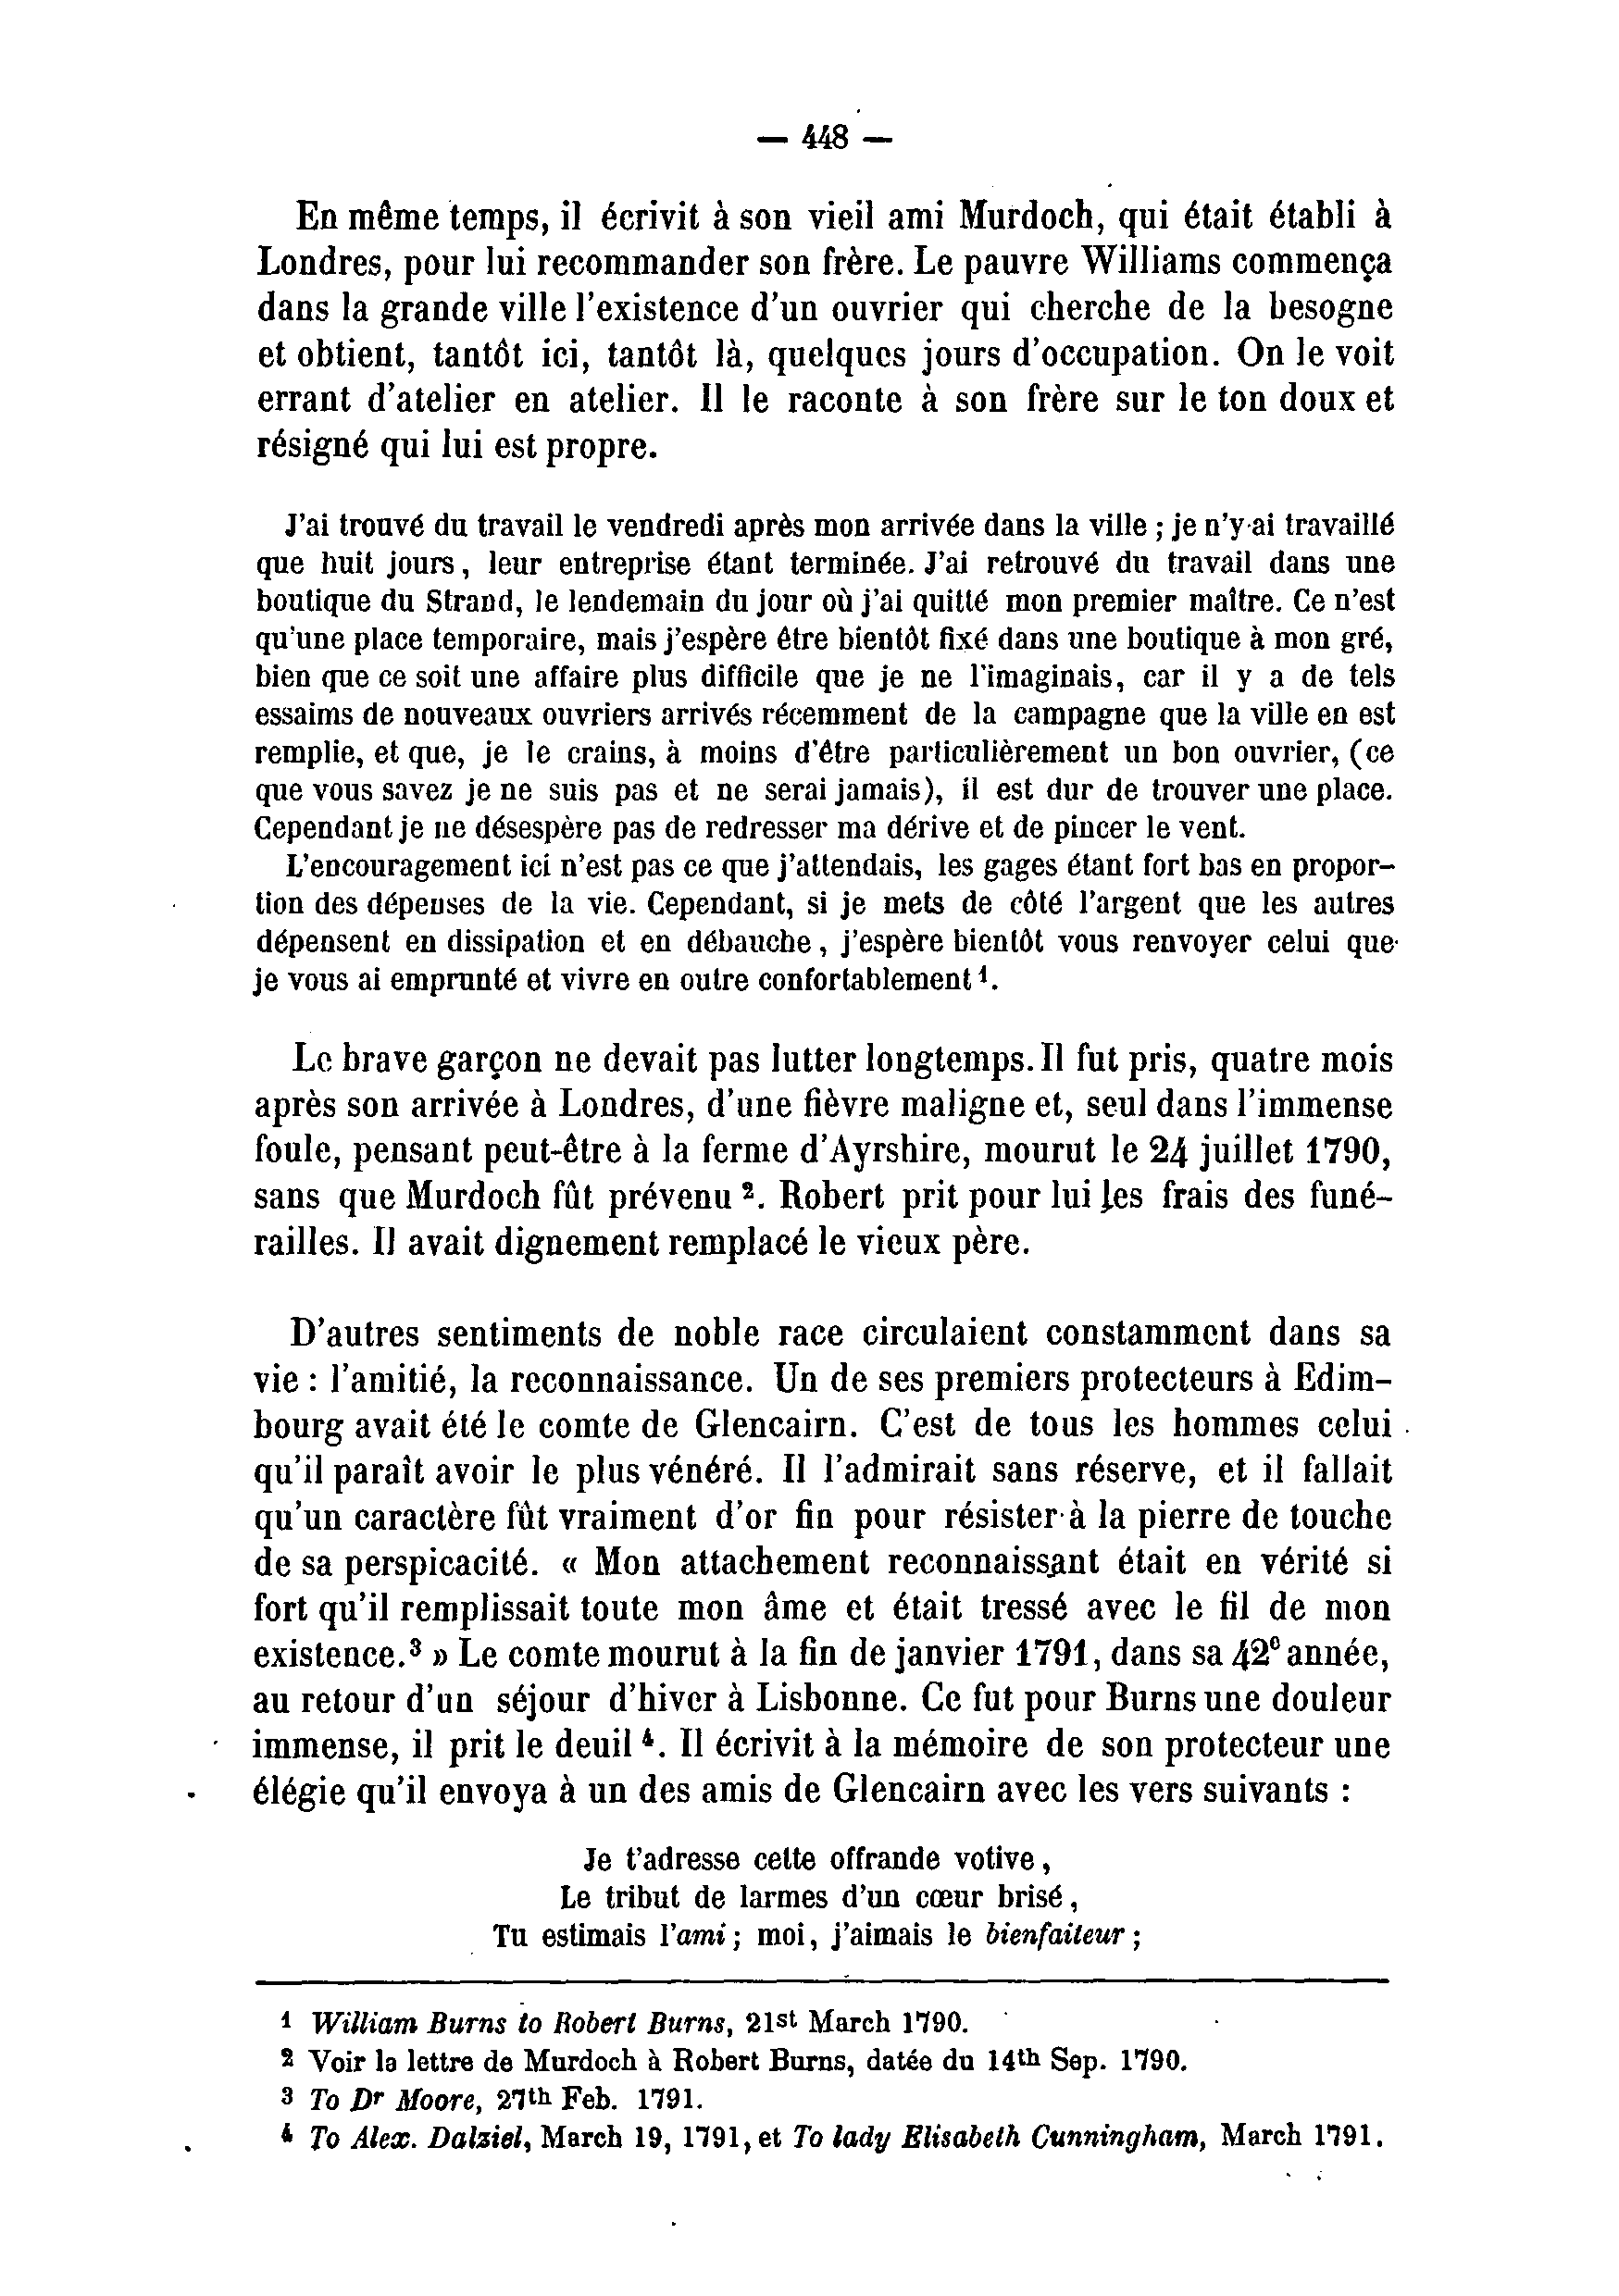 — 448 —
En même temps, il écrivit à son vieil ami Murdoch, qui était établi à
Londres, pour lui recommander son frère. Le pauvre Williams commença
dans la grande ville l'existence d'un ouvrier qui cherche de la besogne
et obtient, tantôt ici, tantôt là, quelques jours d'occupation. On le voit
errant d'atelier en atelier. Il le raconte à son frère sur le ton doux et
résigné qui lui est propre.
J'ai trouvé du travail le vendredi après mon arrivée dans la ville ; je n'y ai travaillé
que huit jours, leur entreprise étant terminée. J'ai retrouvé du travail dans une
boutique du Strand, le lendemain du jour où j'ai quitté mon premier maître. Ce n'est
qu'une place temporaire, mais j'espère être bientôt fixé dans une boutique à mon gré,
bien que ce soit une affaire plus difficile que je ne l'imaginais, car il y a de tels
essaims de nouveaux ouvriers arrivés récemment de la campagne que la ville en est
remplie, et que, je le crains, à moins d'être particulièrement un bon ouvrier, (ce
que vous savez je ne suis pas et ne serai jamais), il est dur de trouver une place.
Cependant je ne désespère pas de redresser ma dérive et de pincer le vent.
L'encouragement ici n'est pas ce que j'attendais, les gages étant fort bas en propor-
tion des dépenses de la vie. Cependant, si je mets de côté l'argent que les autres
dépensent en dissipation et en débauche, j'espère bientôt vous renvoyer celui que
je vous ai emprunté et vivre en outre confortablement ¹.
Le brave garçon ne devait pas lutter longtemps. Il fut pris, quatre mois
après son arrivée à Londres, d'une fièvre maligne et, seul dans l'immense
foule, pensant peut-être à la ferme d'Ayrshire, mourut le 24 juillet 1790,
sans que Murdoch fût prévenu ². Robert prit pour lui les frais des funé-
railles. Il avait dignement remplacé le vieux père.
D'autres sentiments de noble race circulaient constamment dans sa
vie : l'amitié, la reconnaissance. Un de ses premiers protecteurs à Edim-
bourg avait été le comte de Glencairn. C'est de tous les hommes celui
qu'il paraît avoir le plus vénéré. Il l'admirait sans réserve, et il fallait
qu'un caractère fût vraiment d'or fin pour résister à la pierre de touche
de sa perspicacité. « Mon attachement reconnaissant était en vérité si
fort qu'il remplissait toute mon âme et était tressé avec le fil de mon
existence.³ » Le comte mourut à la fin de janvier 1791, dans sa 42e année,
au retour d'un séjour d'hiver à Lisbonne. Ce fut pour Burns une douleur
immense, il prit le deuil ⁴. Il écrivit à la mémoire de son protecteur une
élégie qu'il envoya à un des amis de Glencairn avec les vers suivants :
Je t'adresse cette offrande votive,
Le tribut de larmes d'un cœur brisé,
Tu estimais l'ami ; moi, j'aimais le bienfaiteur ;
¹ William Burns to Robert Burns, 21st March 1790.
² Voir la lettre de Murdoch à Robert Burns, datée du 14th Sep. 1790.
³ To Dr Moore, 27th Feb. 1791.
⁴ To Alex. Dalziel, March 19, 1791, et To lady Elisabeth Cunningham, March 1791.